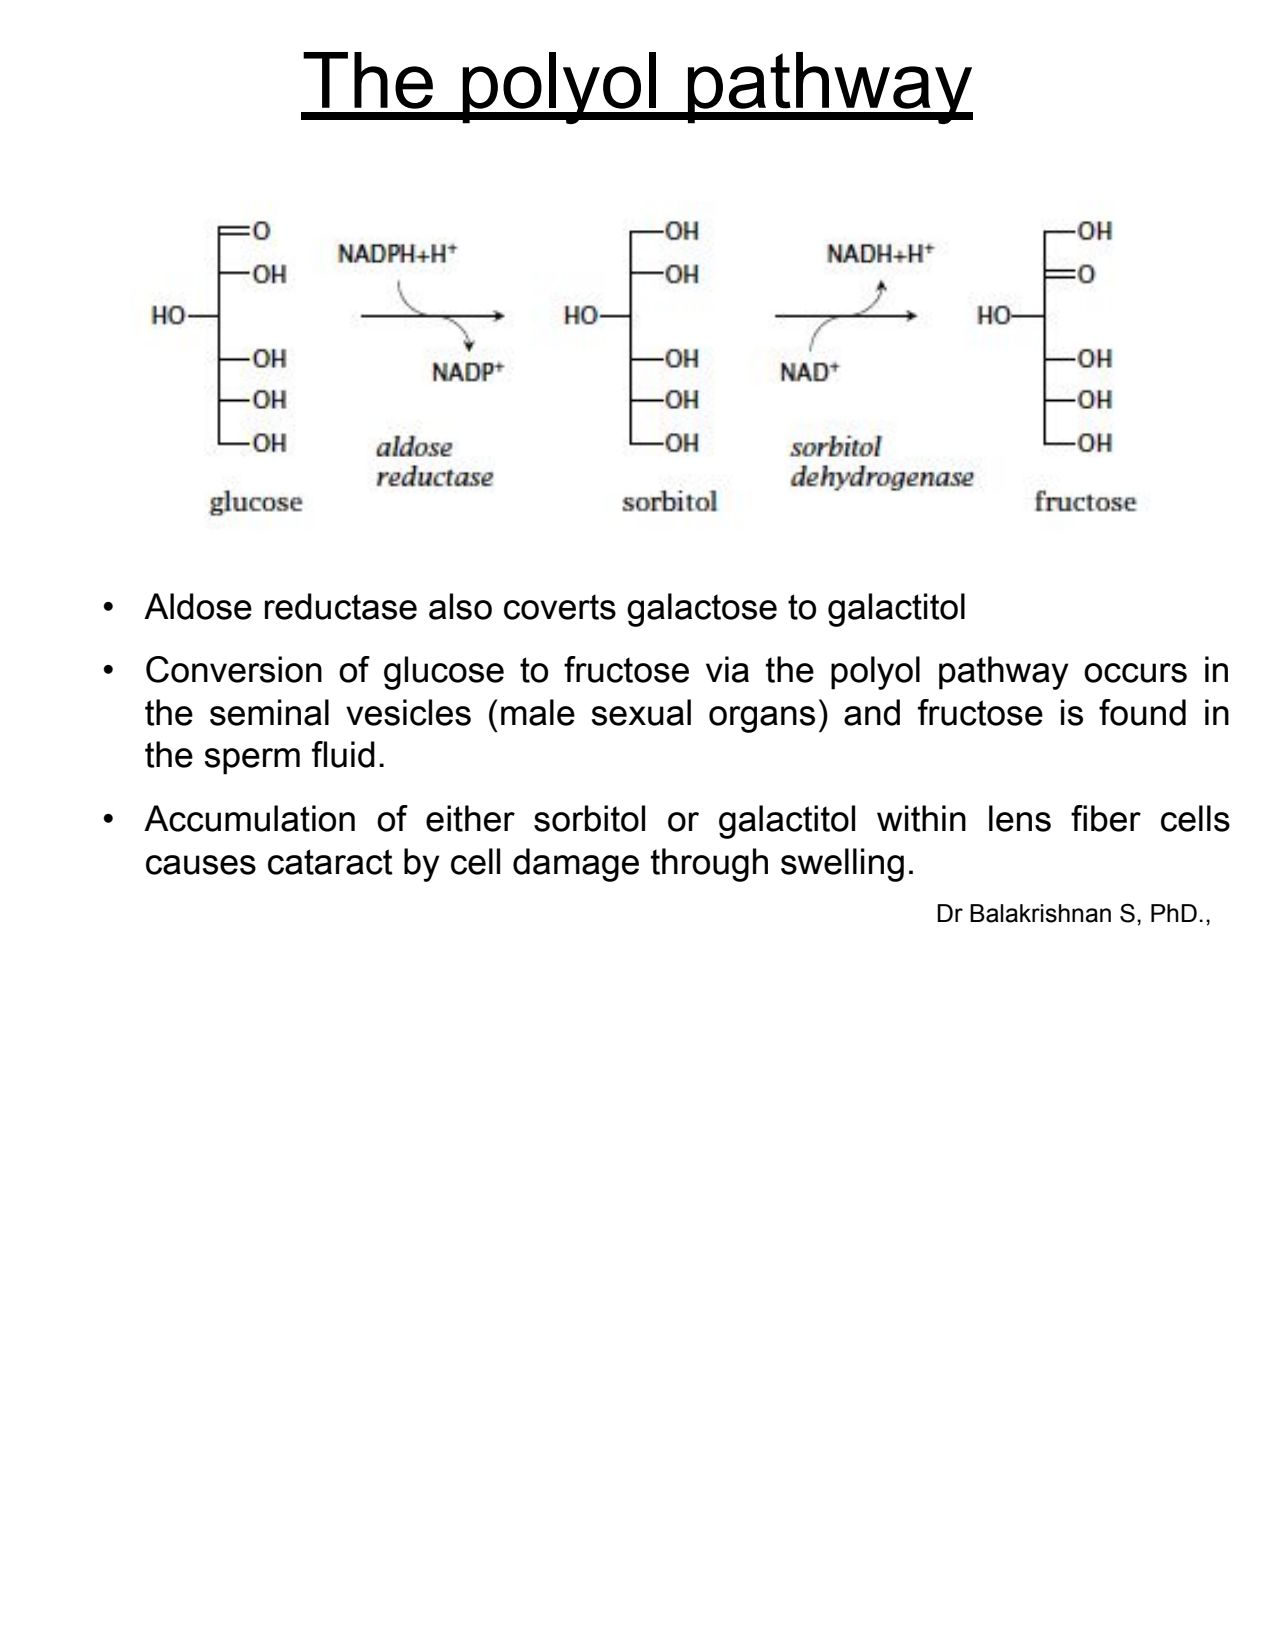 The polyol pathway
O
OH
HO
OH
OH
OH
glucose
NADPH+H⁺
NADP⁺
aldose
reductase
OH
OH
HO
OH
OH
OH
sorbitol
NADH+H⁺
NAD⁺
sorbitol
dehydrogenase
OH
O
HO
OH
OH
OH
fructose
• Aldose reductase also coverts galactose to galactitol
• Conversion of glucose to fructose via the polyol pathway occurs in
the seminal vesicles (male sexual organs) and fructose is found in
the sperm fluid.
• Accumulation of either sorbitol or galactitol within lens fiber cells
causes cataract by cell damage through swelling.
Dr Balakrishnan S, PhD.,